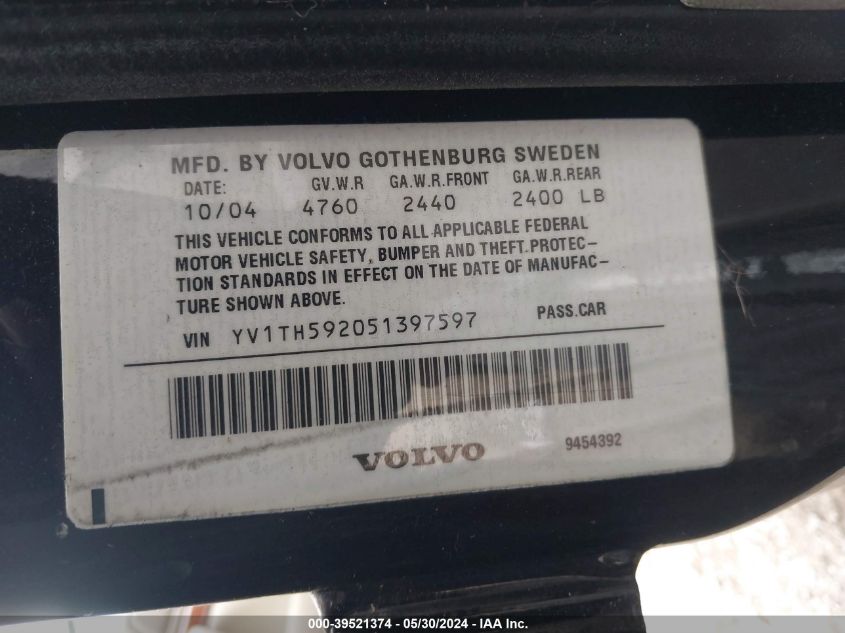 MFD. BY VOLVO GOTHENBURG SWEDEN
DATE: GV.W.R GA.W.R.FRONT GA.W.R.REAR
10/04 4760 2440 2400 LB
THIS VEHICLE CONFORMS TO ALL APPLICABLE FEDERAL
MOTOR VEHICLE SAFETY, BUMPER AND THEFT.PROTEC-
TION STANDARDS IN EFFECT ON THE DATE OF MANUFAC-
TURE SHOWN ABOVE.
VIN YV1TH592051397597 PASS.CAR
VOLVO 9454392
000-39521374 - 05/30/2024 - IAA Inc.